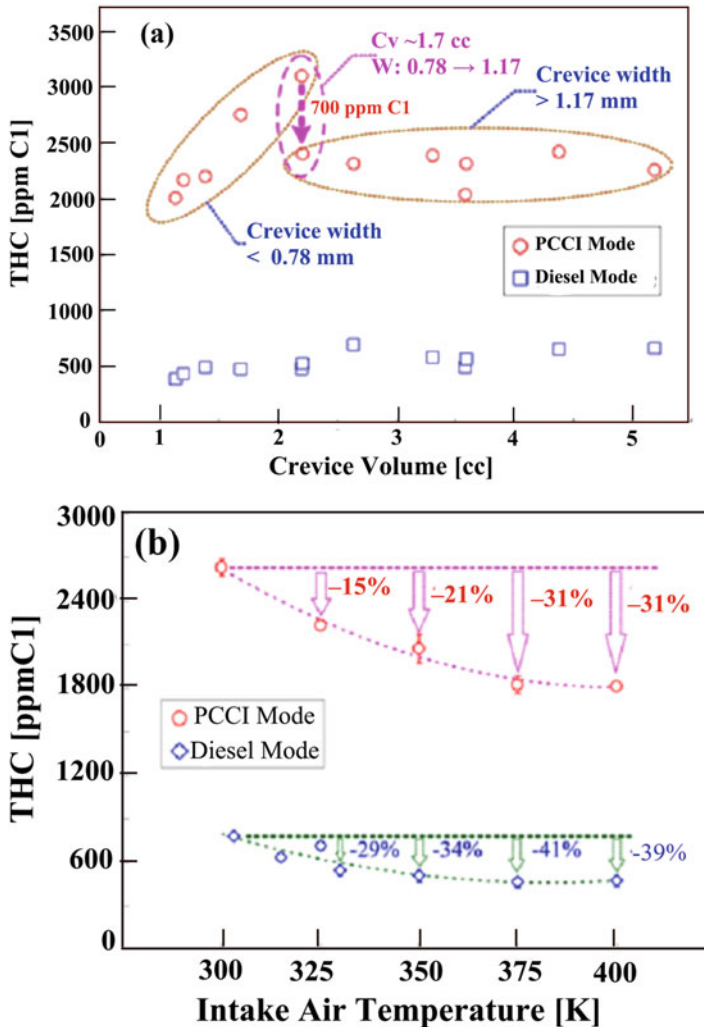 (a)
3500
3000
2500
2000
1500
1000
500
0
THC [ppm C1]
Cv ~1.7 cc
W: 0.78 → 1.17
700 ppm C1
Crevice width
> 1.17 mm
Crevice width
< 0.78 mm
PCCI Mode
Diesel Mode
0 1 2 3 4 5
Crevice Volume [cc]
(b)
3000
2400
1800
1200
600
0
THC [ppmC1]
–15% –21% –31% –31%
PCCI Mode
Diesel Mode
-29% -34% -41% -39%
300 325 350 375 400
Intake Air Temperature [K]